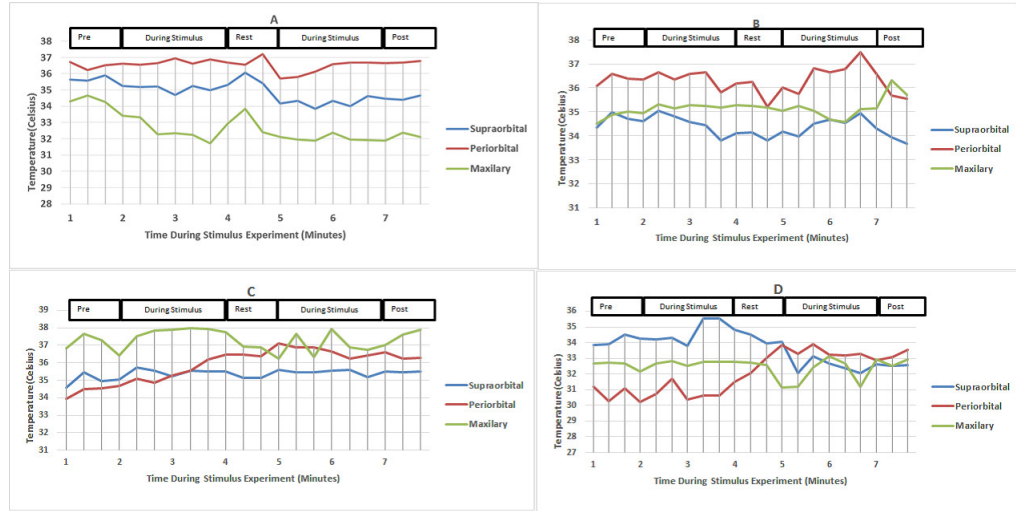 A
Pre During Stimulus Rest During Stimulus Post
38
37
36
35
34
33
32
31
30
29
28
Temperature(Celsius)
1 2 3 4 5 6 7
Time During Stimulus Experiment (Minutes)
Supraorbital
Periorbital
Maxilary
B
Pre During Stimulus Rest During Stimulus Post
38
37
36
35
34
33
32
31
Temperature(Celsius)
1 2 3 4 5 6 7
Time During Stimulus Experiment (Minutes)
Supraorbital
Periorbital
Maxilary
C
Pre During Stimulus Rest During Stimulus Post
39
38
37
36
35
34
33
32
31
Temperature(Celsius)
1 2 3 4 5 6 7
Time During Stimulus Experiment (Minutes)
Supraorbital
Periorbital
Maxilary
D
Pre During Stimulus Rest During Stimulus Post
36
35
34
33
32
31
30
29
28
27
Temperature(Celsius)
1 2 3 4 5 6 7
Time During Stimulus Experiment (Minutes)
Supraorbital
Periorbital
Maxilary